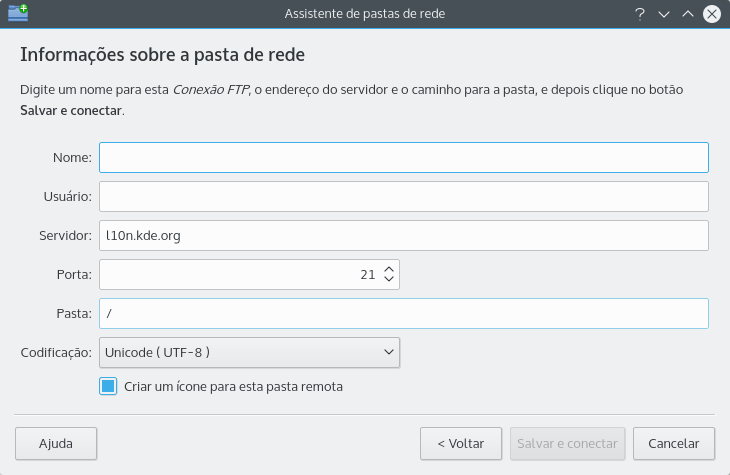 Assistente de pastas de rede
Informações sobre a pasta de rede
Digite um nome para esta Conexão FTP, o endereço do servidor e o caminho para a pasta, e depois clique no botão
Salvar e conectar.
Nome:
Usuário:
Servidor: l10n.kde.org
Porta: 21
Pasta: /
Codificação: Unicode ( UTF-8 )
Criar um ícone para esta pasta remota
Ajuda < Voltar Salvar e conectar Cancelar